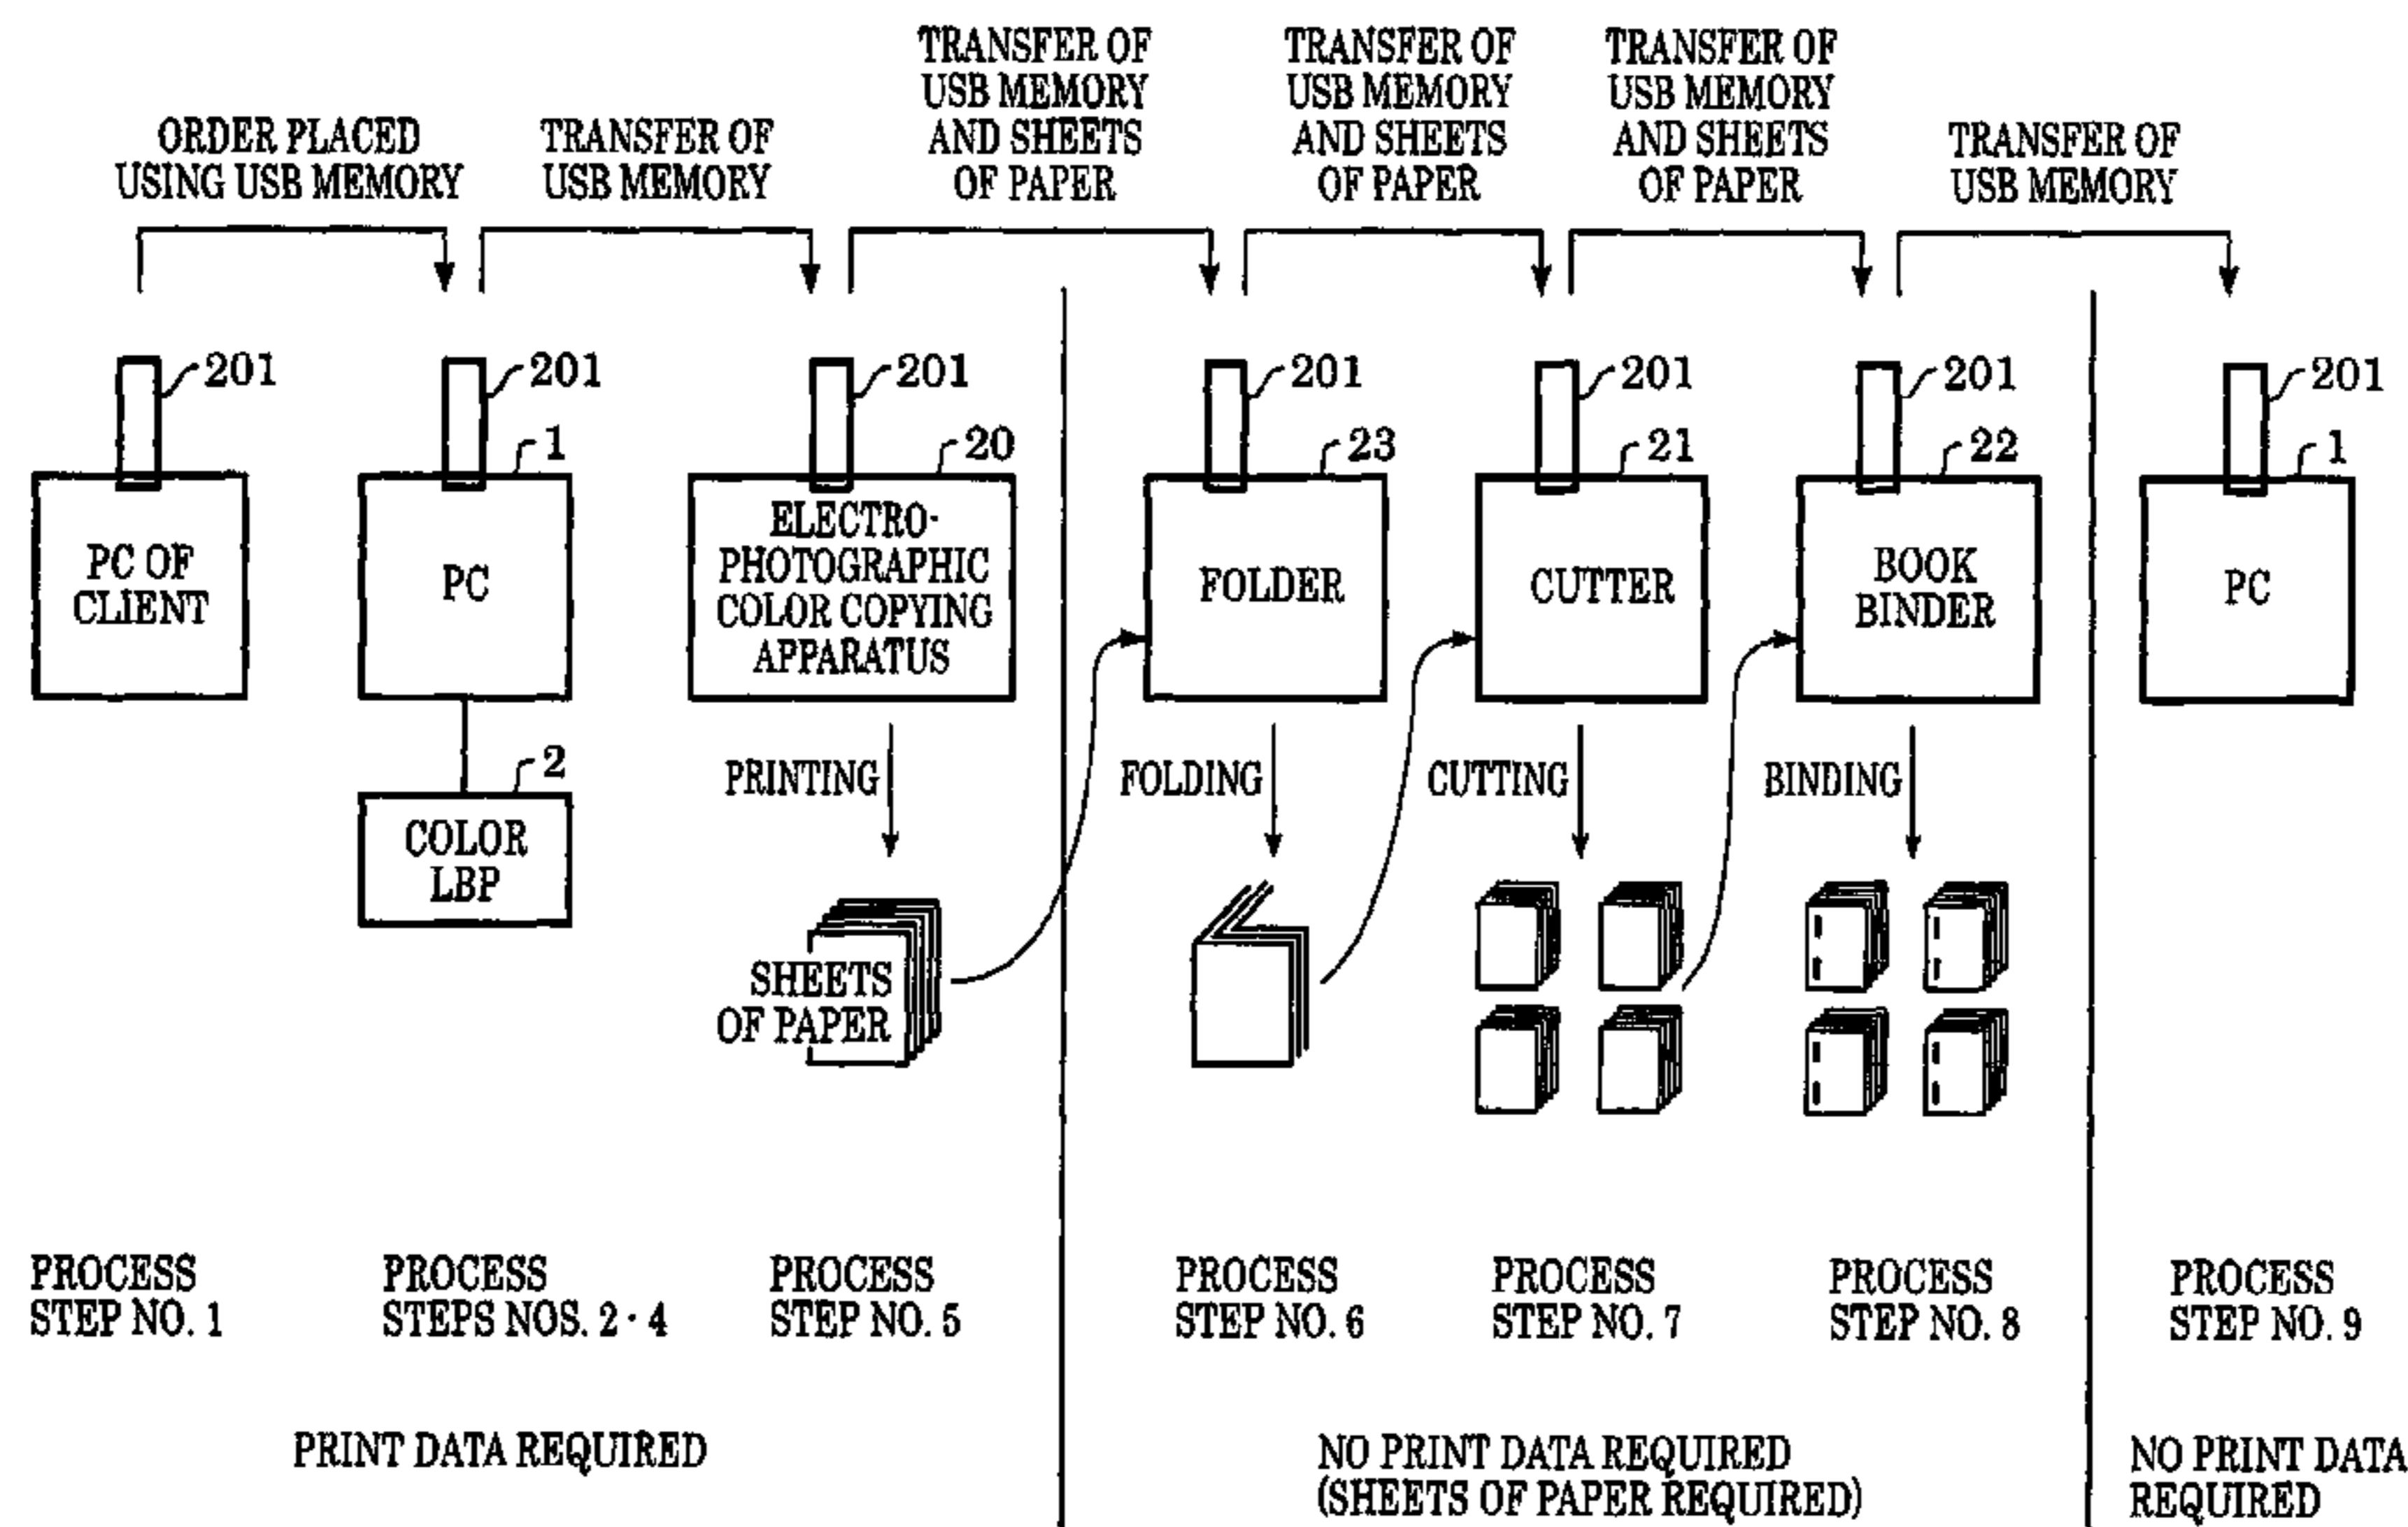 ORDER PLACED
USING USB MEMORY
TRANSFER OF
USB MEMORY
TRANSFER OF
USB MEMORY
AND SHEETS
OF PAPER
TRANSFER OF
USB MEMORY
AND SHEETS
OF PAPER
TRANSFER OF
USB MEMORY
AND SHEETS
OF PAPER
TRANSFER OF
USB MEMORY
201
201
201
201
201
201
201
1
20
23
21
22
1
PC OF
CLIENT
PC
ELECTRO-
PHOTOGRAPHIC
COLOR COPYING
APPARATUS
FOLDER
CUTTER
BOOK
BINDER
PC
2
COLOR
LBP
PRINTING
FOLDING
CUTTING
BINDING
SHEETS
OF PAPER
PROCESS
STEP NO. 1
PROCESS
STEPS NOS. 2 - 4
PROCESS
STEP NO. 5
PROCESS
STEP NO. 6
PROCESS
STEP NO. 7
PROCESS
STEP NO. 8
PROCESS
STEP NO. 9
PRINT DATA REQUIRED
NO PRINT DATA REQUIRED
(SHEETS OF PAPER REQUIRED)
NO PRINT DATA
REQUIRED